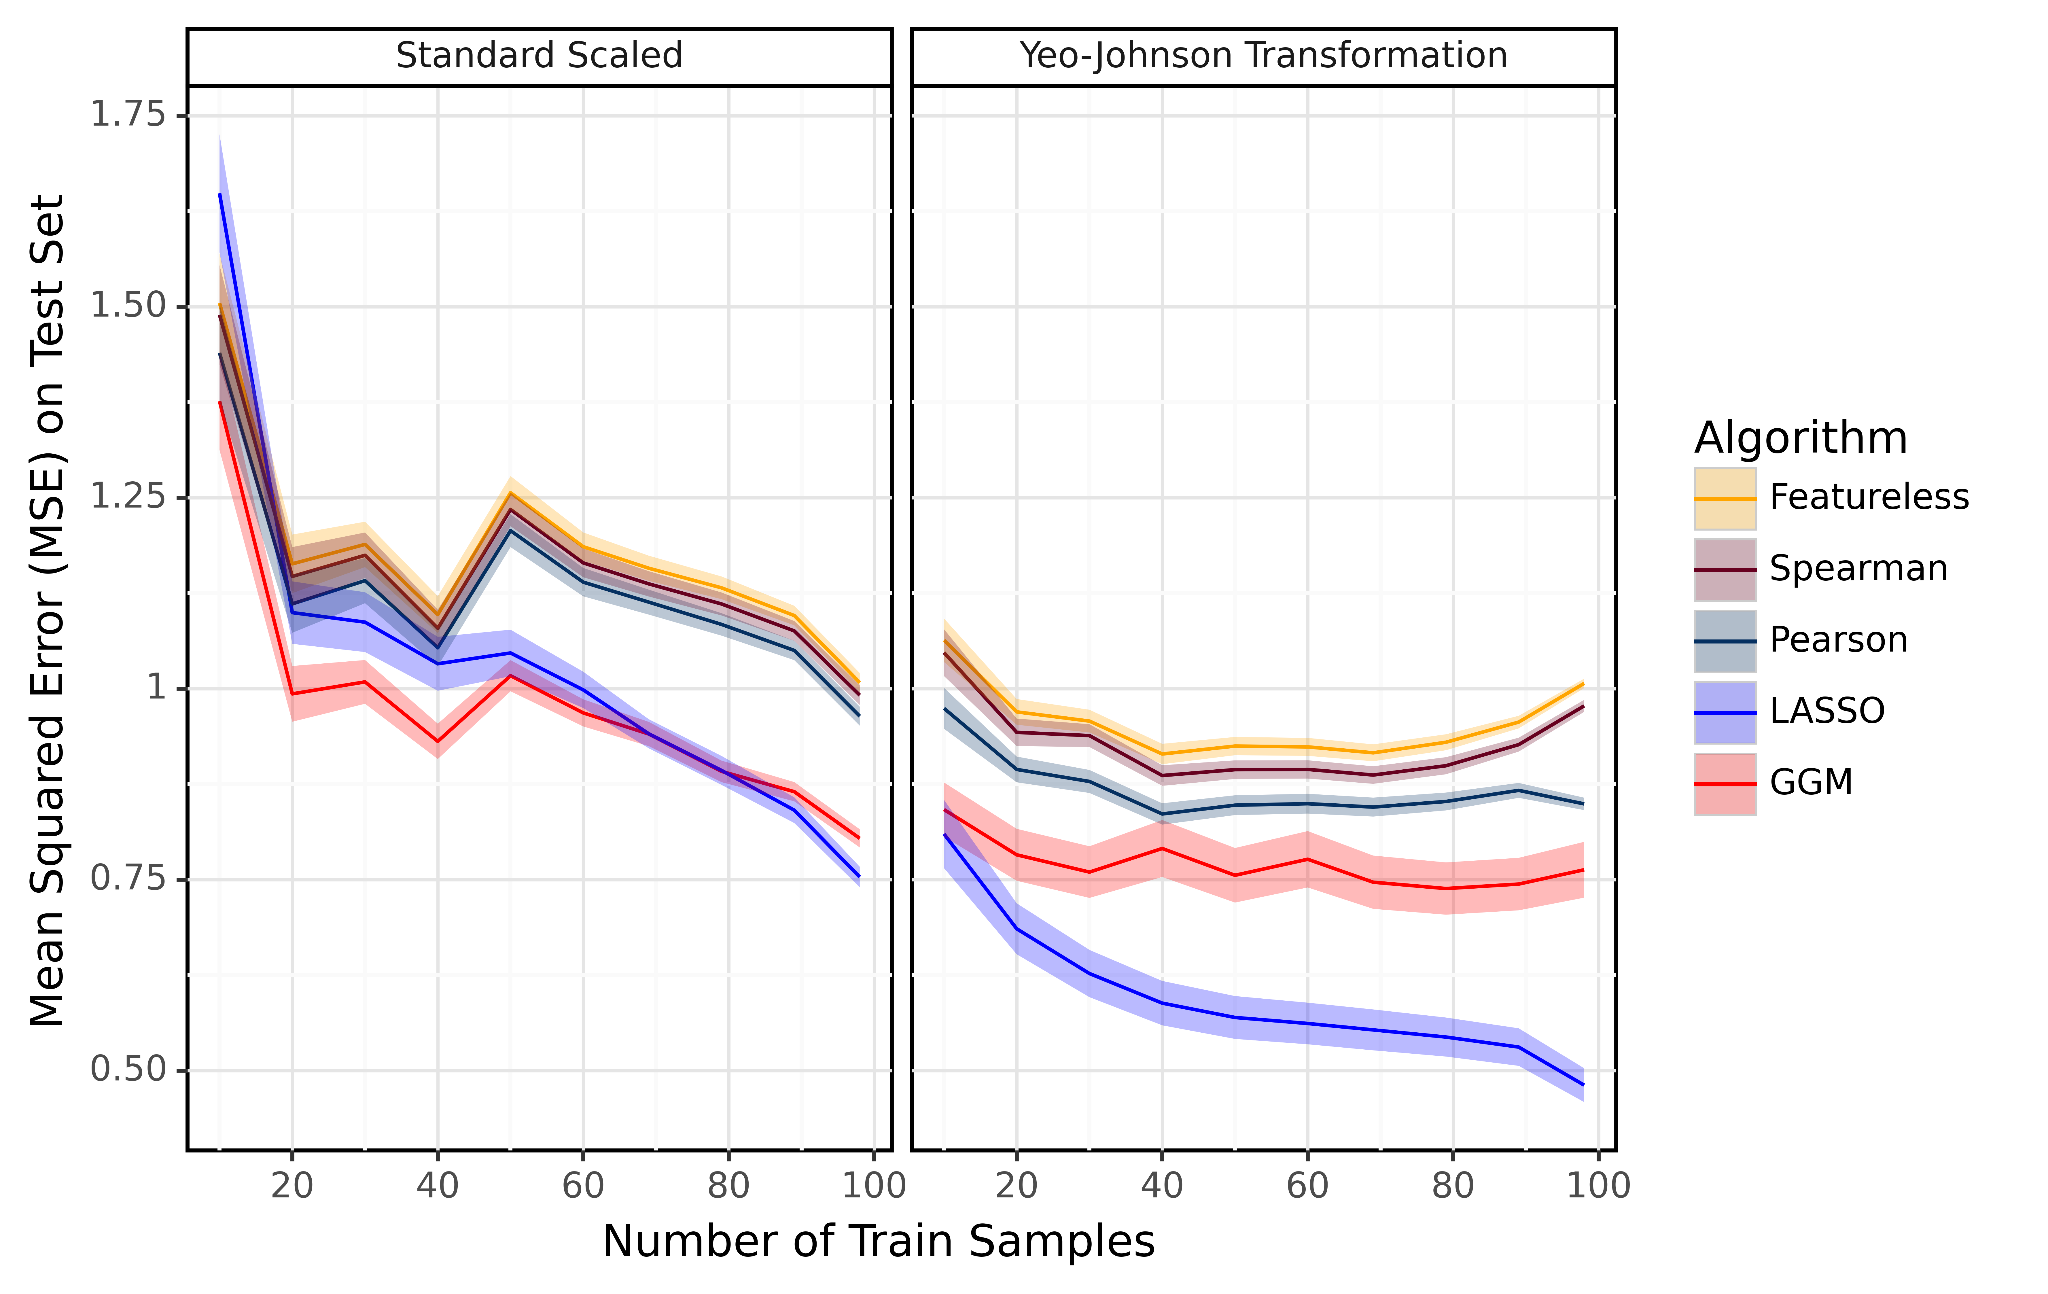 Standard Scaled
Yeo-Johnson Transformation
Mean Squared Error (MSE) on Test Set
1.75
1.50
1.25
1
0.75
0.50
20 40 60 80 100
20 40 60 80 100
Number of Train Samples
Algorithm
Featureless
Spearman
Pearson
LASSO
GGM